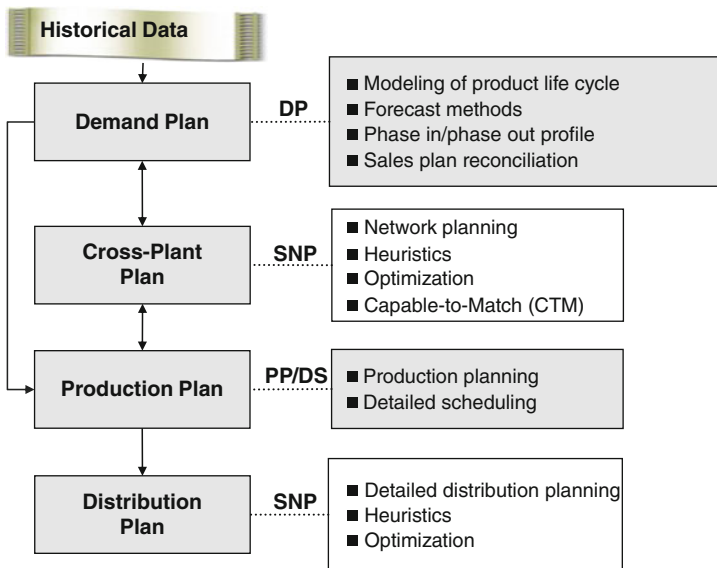 Historical Data
Demand Plan
DP
■ Modeling of product life cycle
■ Forecast methods
■ Phase in/phase out profile
■ Sales plan reconciliation
Cross-Plant
Plan
SNP
■ Network planning
■ Heuristics
■ Optimization
■ Capable-to-Match (CTM)
Production Plan
PP/DS
■ Production planning
■ Detailed scheduling
Distribution
Plan
SNP
■ Detailed distribution planning
■ Heuristics
■ Optimization